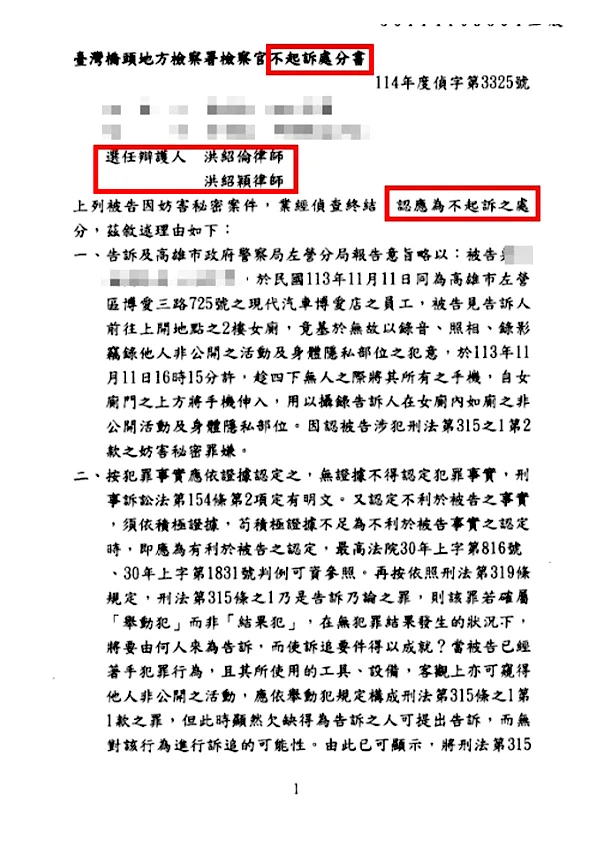 臺灣橋頭地方檢察署檢察官不起訴處分書
114年度偵字第3325號
選任辯護人 洪紹倫律師
洪紹穎律師
上列被告因妨害秘密案件，業經偵查終結 認應為不起訴之處
分，茲敘述理由如下：
一、告訴及高雄市政府警察局左營分局報告意旨略以：被告
，於民國113年11月11日同為高雄市左營
區博愛三路725號之現代汽車博愛店之員工，被告見告訴人
前往上開地點之2樓女廁，竟基於無故以錄音、照相、錄影
竊錄他人非公開之活動及身體隱私部位之犯意，於113年11
月11日16時15分許，趁四下無人之際將其所有之手機，自女
廁門之上方將手機伸入，用以攝錄告訴人在女廁內如廁之非
公開活動及身體隱私部位。因認被告涉犯刑法第315之1第2
款之妨害秘密罪嫌。
二、按犯罪事實應依證據認定之，無證據不得認定犯罪事實，刑
事訴訟法第154條第2項定有明文。又認定不利於被告之事實
，須依積極證據，苟積極證據不足為不利於被告事實之認定
時，即應為有利於被告之認定，最高法院30年上字第816號
、30年上字第1831號判例可資參照。再按依照刑法第319條
規定，刑法第315條之1乃是告訴乃論之罪，則該罪若確屬
「舉動犯」而非「結果犯」，在無犯罪結果發生的狀況下，
將要由何人來為告訴，而使訴追要件得以成就？當被告已經
著手犯罪行為，且其所使用的工具、設備，客觀上亦可窺得
他人非公開之活動，應依舉動犯規定構成刑法第315條之1第
1款之罪，但此時顯然欠缺得為告訴之人可提出告訴，而無
對該行為進行訴追的可能性。由此已可顯示，將刑法第315
1